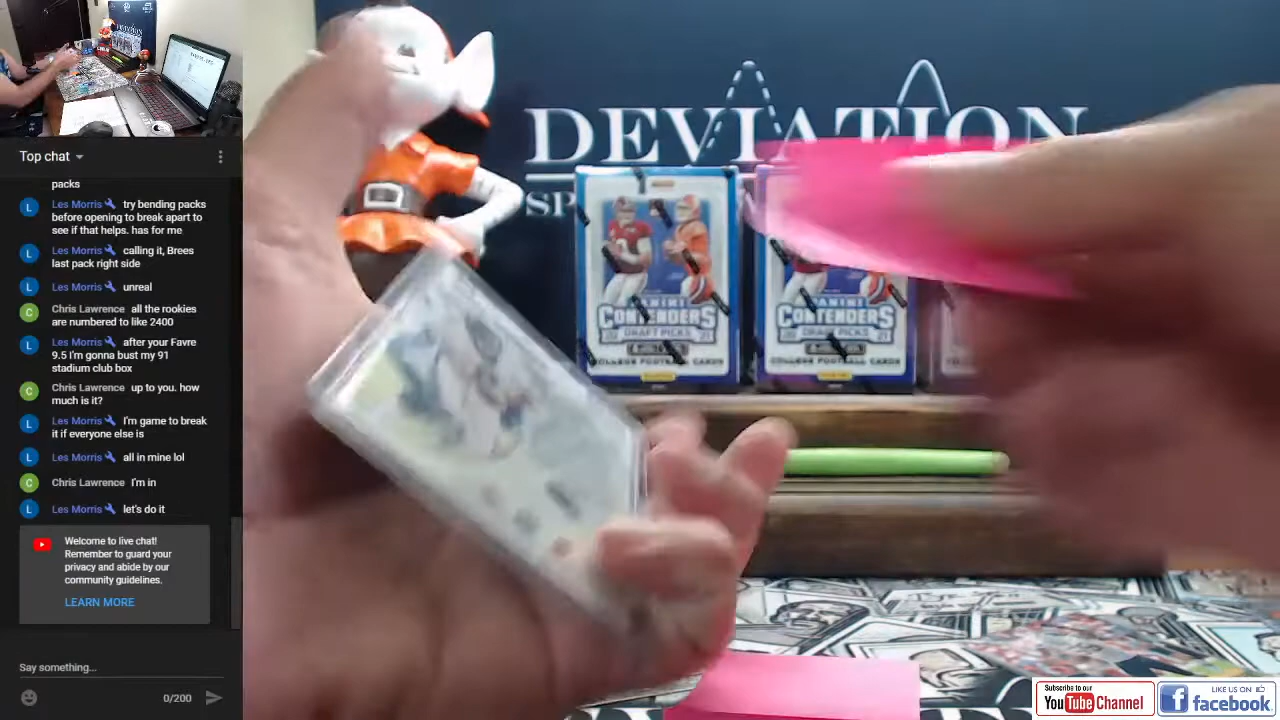 Top chat
packs
L Les Morris try bending packs
before opening to break apart to
see if that helps. has for me
L Les Morris calling it, Brees
last pack right side
L Les Morris unreal
C Chris Lawrence all the rookies
are numbered to like 2400
L Les Morris after your Favre
9.5 I'm gonna bust my 91
stadium club box
C Chris Lawrence up to you. how
much is it?
L Les Morris I'm game to break
it if everyone else is
L Les Morris all in mine lol
C Chris Lawrence I'm in
L Les Morris let's do it
Welcome to live chat!
Remember to guard your
privacy and abide by our
community guidelines.
LEARN MORE
Say something...
0/200
DEVIATION
SP
PANINI
CONTENDERS
DRAFT PICKS
COLLEGE FOOTBALL CARDS
PANINI
CONTENDERS
DRAFT PICKS
COLLEGE FOOTBALL CARDS
Subscribe to our
YouTube Channel
LIKE US ON
facebook